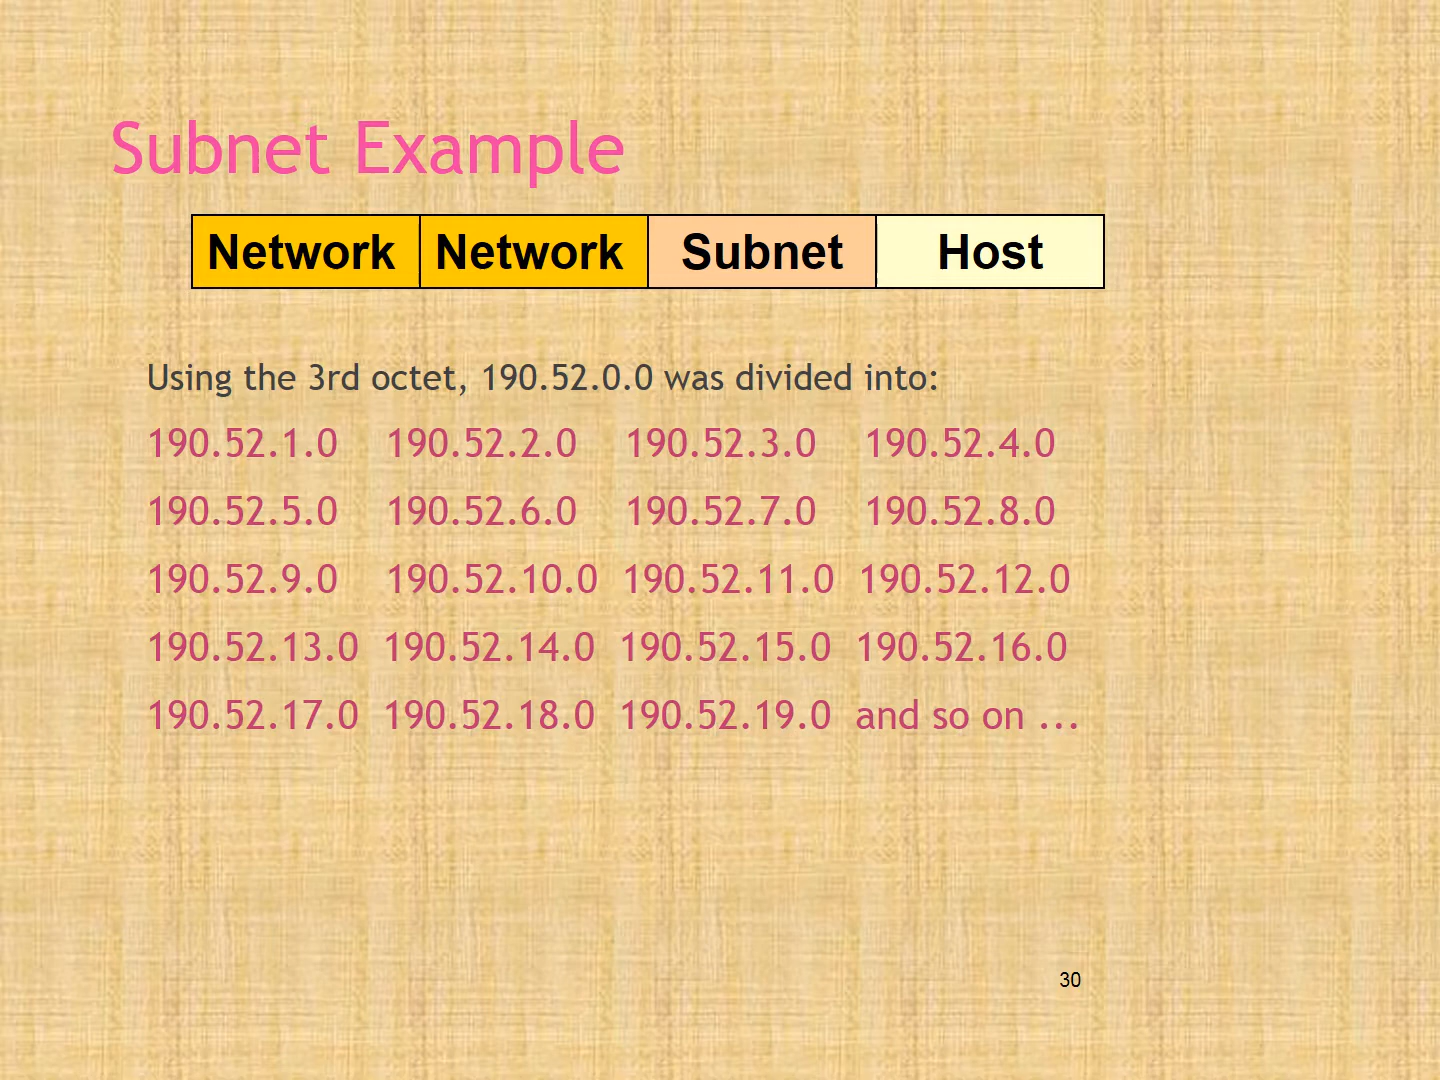 Subnet Example
Network Network Subnet Host
Using the 3rd octet, 190.52.0.0 was divided into:
190.52.1.0 190.52.2.0 190.52.3.0 190.52.4.0
190.52.5.0 190.52.6.0 190.52.7.0 190.52.8.0
190.52.9.0 190.52.10.0 190.52.11.0 190.52.12.0
190.52.13.0 190.52.14.0 190.52.15.0 190.52.16.0
190.52.17.0 190.52.18.0 190.52.19.0 and so on ...
30